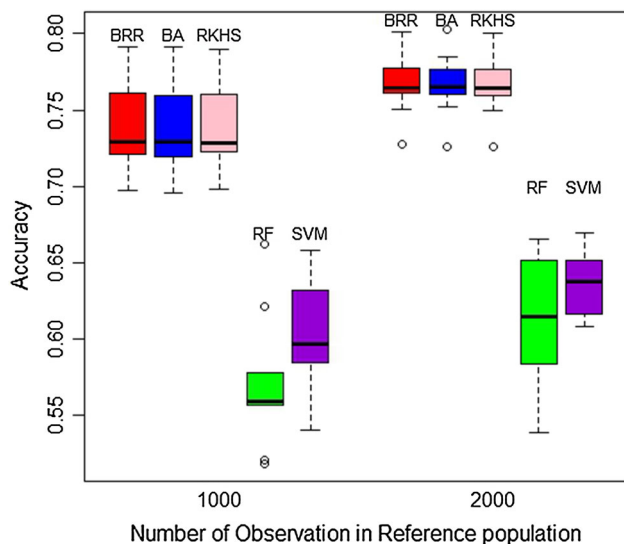 BRR BA RKHS
BRR BA RKHS
RF SVM
RF SVM
Accuracy
0.80
0.75
0.70
0.65
0.60
0.55
1000
2000
Number of Observation in Reference population